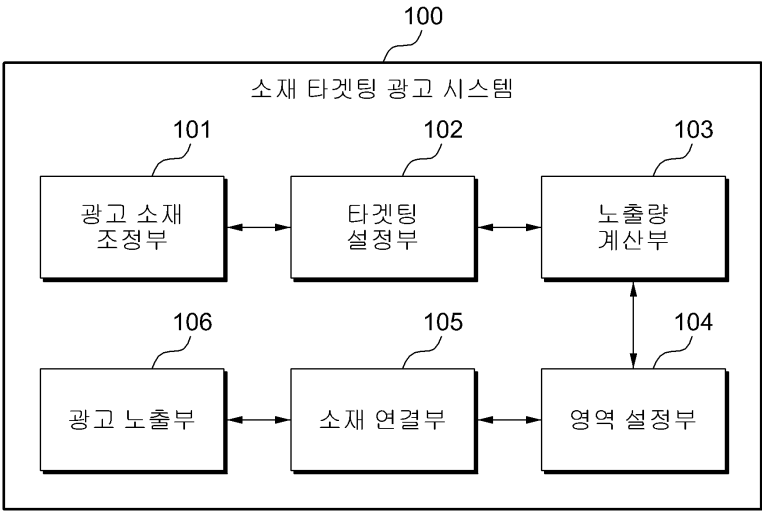 100
소재 타겟팅 광고 시스템
101
102
103
광고 소재
조정부
타겟팅
설정부
노출량
계산부
106
105
104
광고 노출부
소재 연결부
영역 설정부